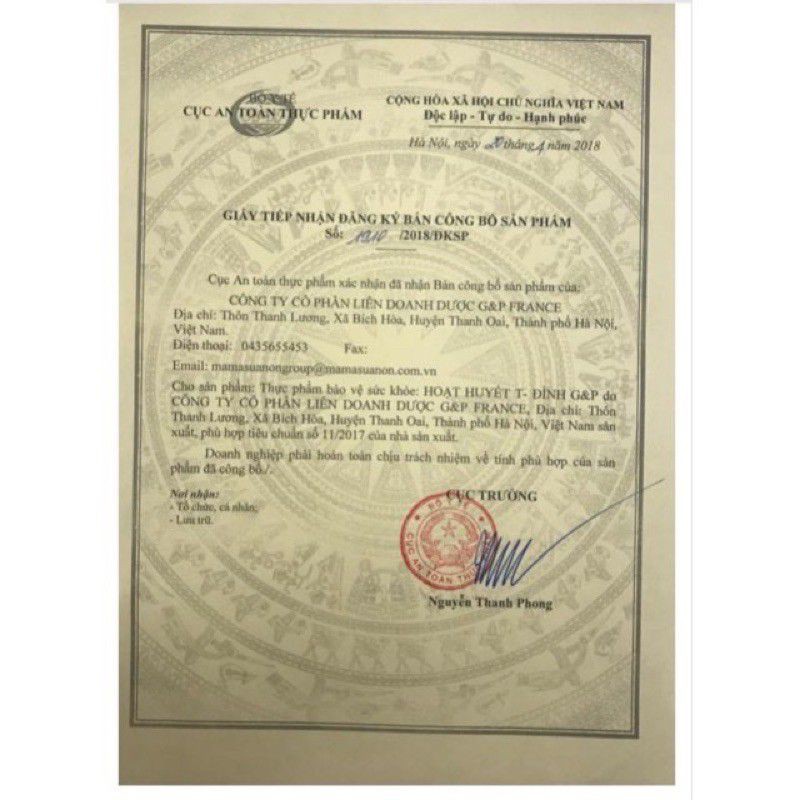 BỘ Y TẾ
CỤC AN TOÀN THỰC PHẨM
CỘNG HÒA XÃ HỘI CHỦ NGHĨA VIỆT NAM
Độc lập - Tự do - Hạnh phúc
Hà Nội, ngày 20 tháng 4 năm 2018
GIẤY TIẾP NHẬN ĐĂNG KÝ BẢN CÔNG BỐ SẢN PHẨM
Số: /2018/ĐKSP
Cục An toàn thực phẩm xác nhận đã nhận Bản công bố sản phẩm của:
CÔNG TY CỔ PHẦN LIÊN DOANH DƯỢC G&P FRANCE
Địa chỉ: Thôn Thanh Lương, Xã Bích Hòa, Huyện Thanh Oai, Thành phố Hà Nội,
Việt Nam.
Điện thoại: 0435655453 Fax:
Email: mamasuanongroup@mamasuanon.com.vn
Cho sản phẩm: Thực phẩm bảo vệ sức khỏe: HOẠT HUYẾT T- ĐÌNH G&P do
CÔNG TY CỔ PHẦN LIÊN DOANH DƯỢC G&P FRANCE, Địa chỉ: Thôn
Thanh Lương, Xã Bích Hòa, Huyện Thanh Oai, Thành phố Hà Nội, Việt Nam sản
xuất, phù hợp tiêu chuẩn số 11/2017 của nhà sản xuất.
Doanh nghiệp phải hoàn toàn chịu trách nhiệm về tính phù hợp của sản
phẩm đã công bố./.
Nơi nhận:
- Tổ chức, cá nhân;
- Lưu trữ.
CỤC TRƯỞNG
BỘ Y TẾ
CỤC AN TOÀN
Nguyễn Thanh Phong